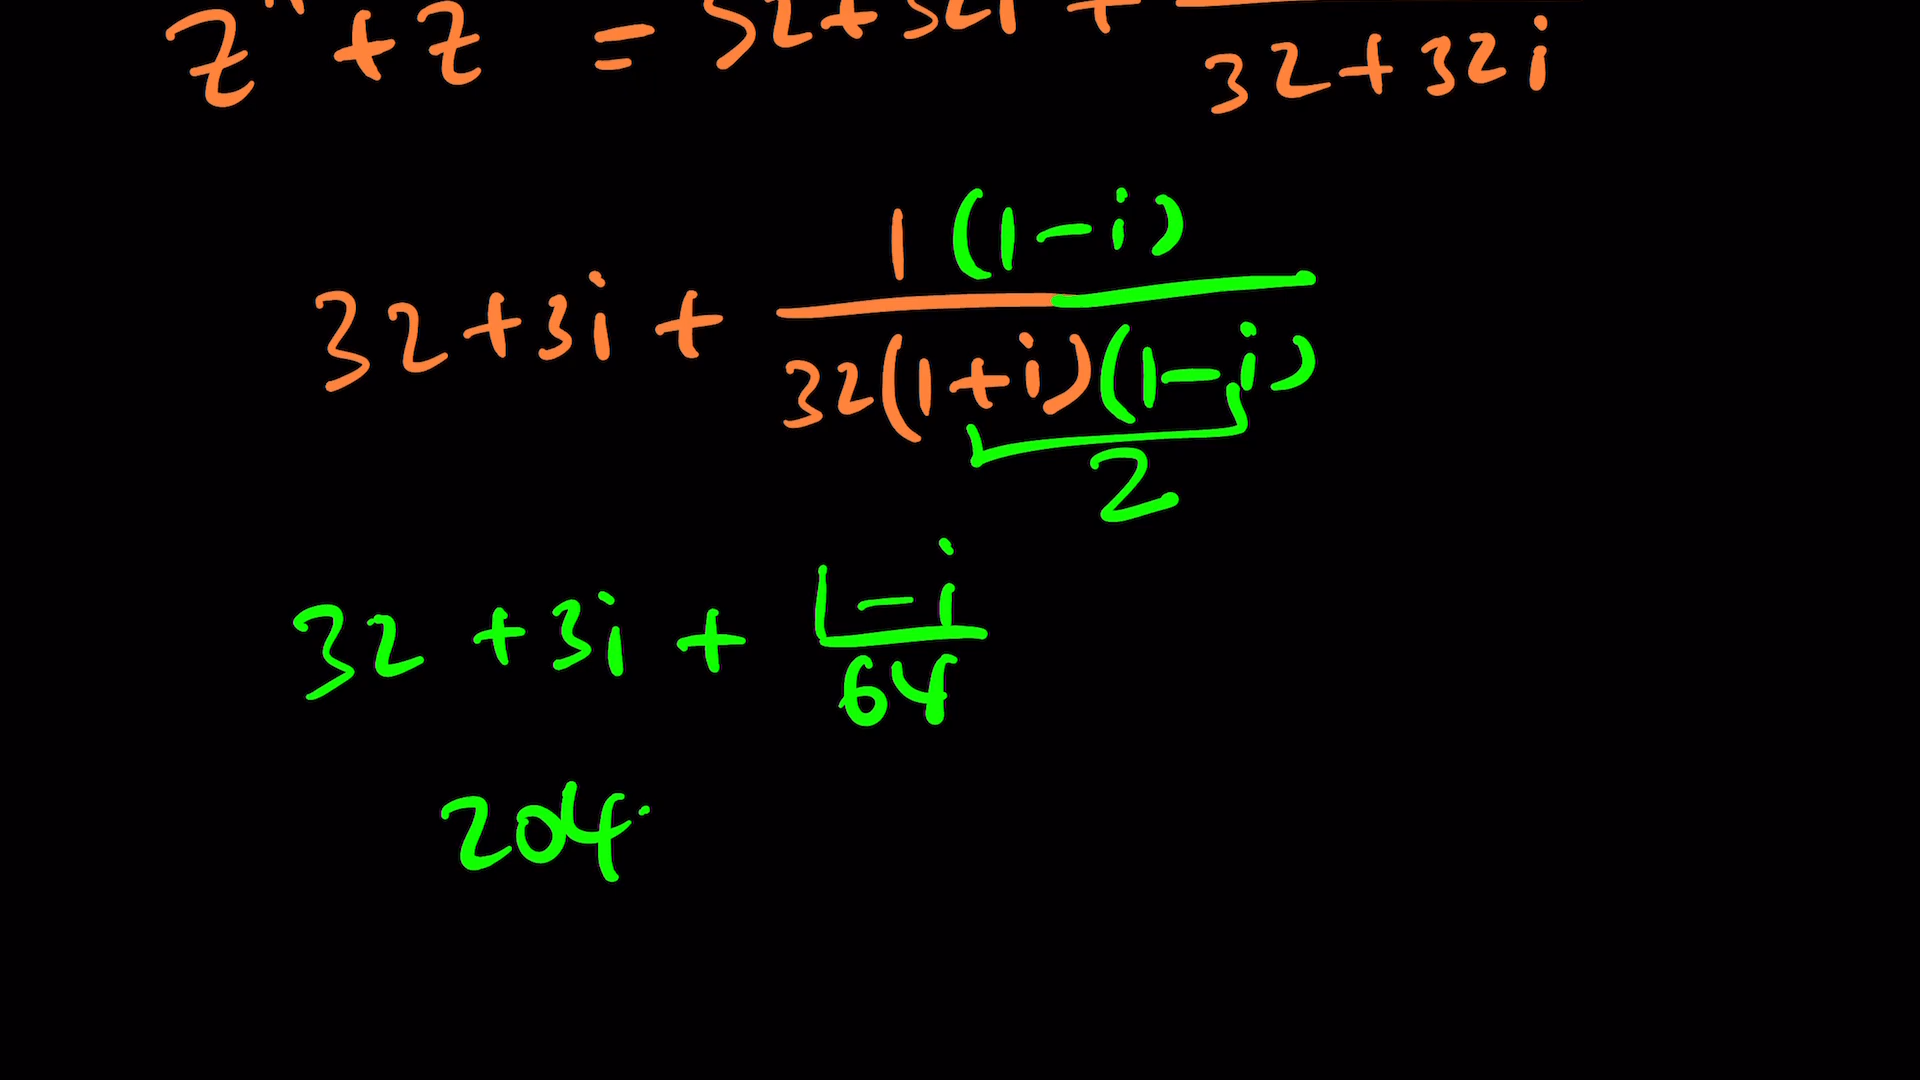 z + z = 32+32i + 
32+32i
1 (1-i)
32+3i + 
32(1+i)(1-i)
2
1-i
32 +3i + 
64
204